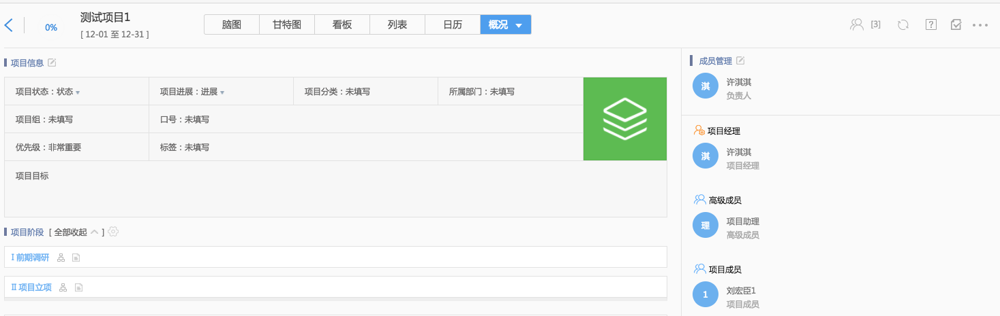 0%
测试项目1
[ 12-01 至 12-31 ]
脑图 甘特图 看板 列表 日历 概况
[3]
?
项目信息
项目状态：状态 项目进展：进展 项目分类：未填写 所属部门：未填写
项目组：未填写 口号：未填写
优先级：非常重要 标签：未填写
项目目标
项目阶段 [ 全部收起 ]
I 前期调研
II 项目立项
成员管理
淇
许淇淇
负责人
项目经理
淇
许淇淇
项目经理
高级成员
理
项目助理
高级成员
项目成员
1
刘宏臣1
项目成员